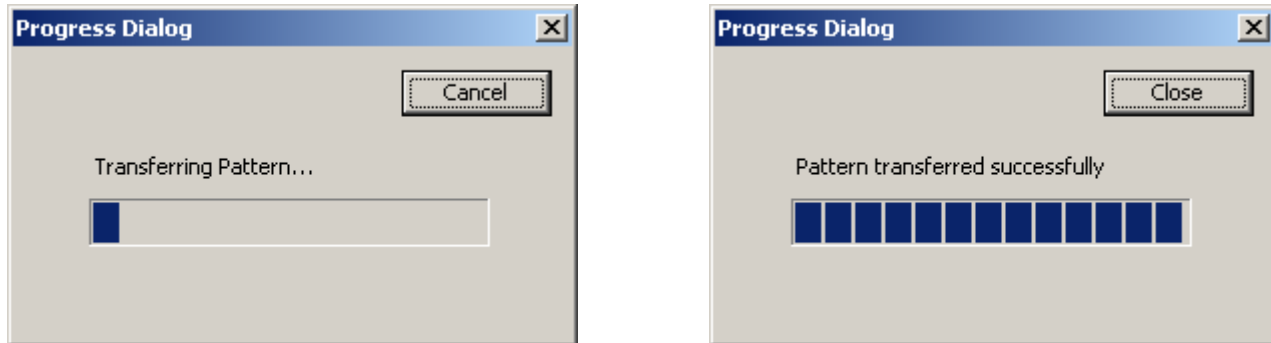 Progress Dialog
Cancel
Transferring Pattern...
Progress Dialog
Close
Pattern transferred successfully